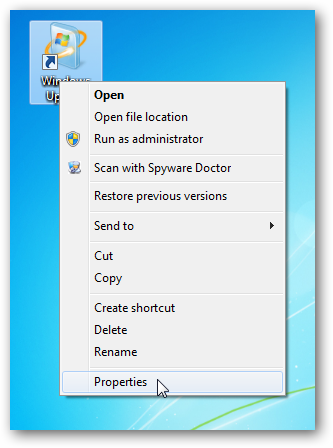 Windows
Up
Open
Open file location
Run as administrator
Scan with Spyware Doctor
Restore previous versions
Send to
Cut
Copy
Create shortcut
Delete
Rename
Properties